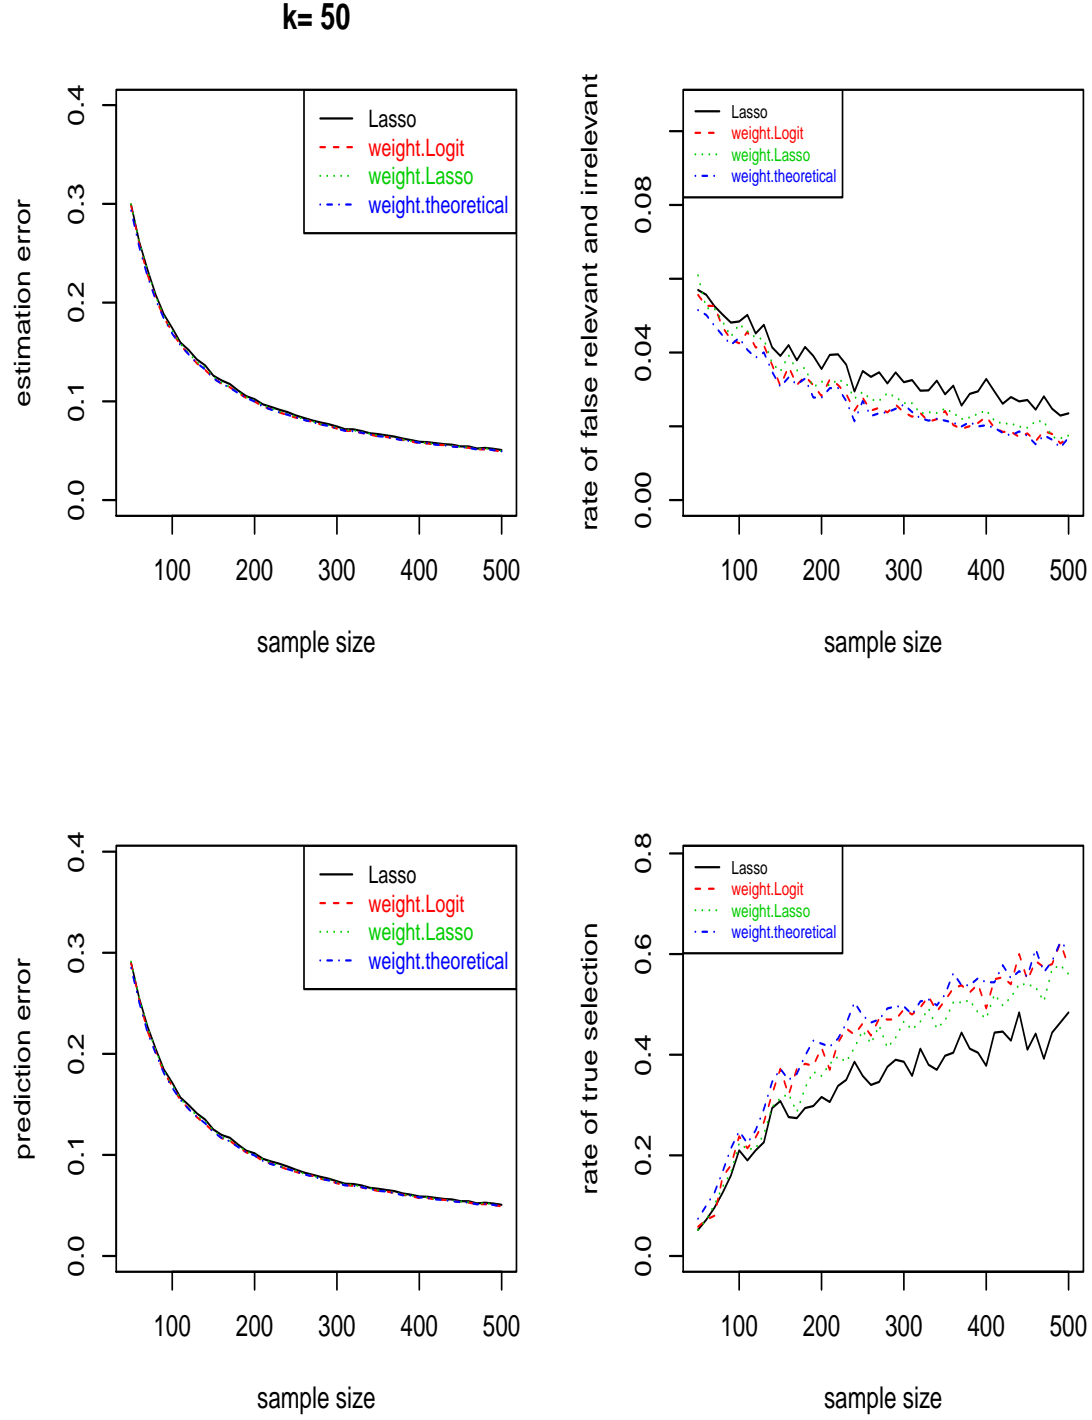 k= 50
estimation error
0.0 0.1 0.2 0.3 0.4
Lasso
weight.Logit
weight.Lasso
weight.theoretical
100 200 300 400 500
sample size
rate of false relevant and irrelevant
0.00 0.04 0.08
Lasso
weight.Logit
weight.Lasso
weight.theoretical
100 200 300 400 500
sample size
prediction error
0.0 0.1 0.2 0.3 0.4
Lasso
weight.Logit
weight.Lasso
weight.theoretical
100 200 300 400 500
sample size
rate of true selection
0.0 0.2 0.4 0.6 0.8
Lasso
weight.Logit
weight.Lasso
weight.theoretical
100 200 300 400 500
sample size